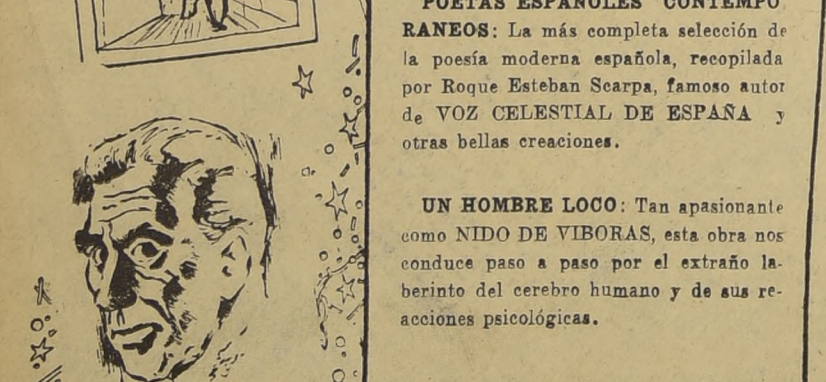 POETAS ESPAÑOLES CONTEMPO
RANEOS: La más completa selección de
la poesía moderna española, recopilada
por Roque Esteban Scarpa, famoso autor
de VOZ CELESTIAL DE ESPAÑA y
otras bellas creaciones.
UN HOMBRE LOCO: Tan apasionante
como NIDO DE VIBORAS, esta obra nos
conduce paso a paso por el extraño la-
berinto del cerebro humano y de sus re-
acciones psicológicas.